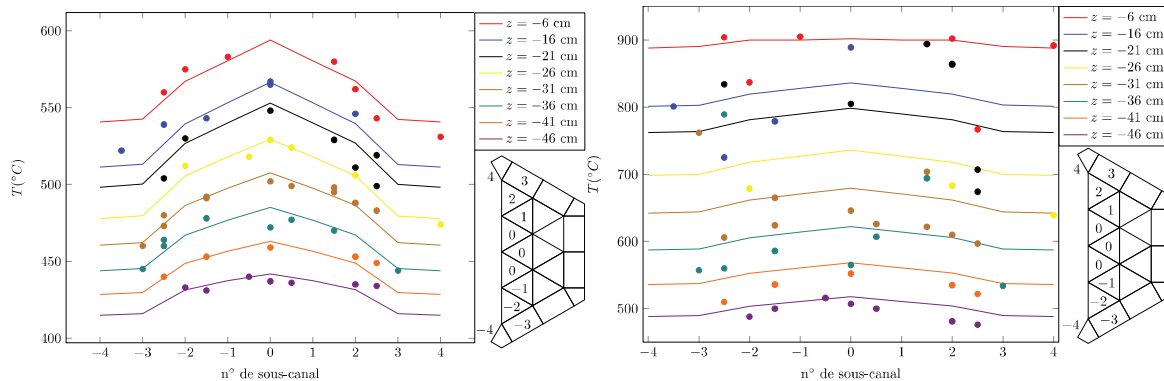 600
550
500
450
400
T(°C)
−4 −3 −2 −1 0 1 2 3 4
n° de sous-canal
z = −6 cm
z = −16 cm
z = −21 cm
z = −26 cm
z = −31 cm
z = −36 cm
z = −41 cm
z = −46 cm
4
3
2
1
0
0
0
−1
2
−3
−4
900
800
700
600
500
T(°C)
−4 −3 −2 −1 0 1 2 3 4
n° de sous-canal
z = −6 cm
z = −16 cm
z = −21 cm
z = −26 cm
z = −31 cm
z = −36 cm
z = −41 cm
z = −46 cm
4
3
2
1
0
0
0
−1
2
−3
−4